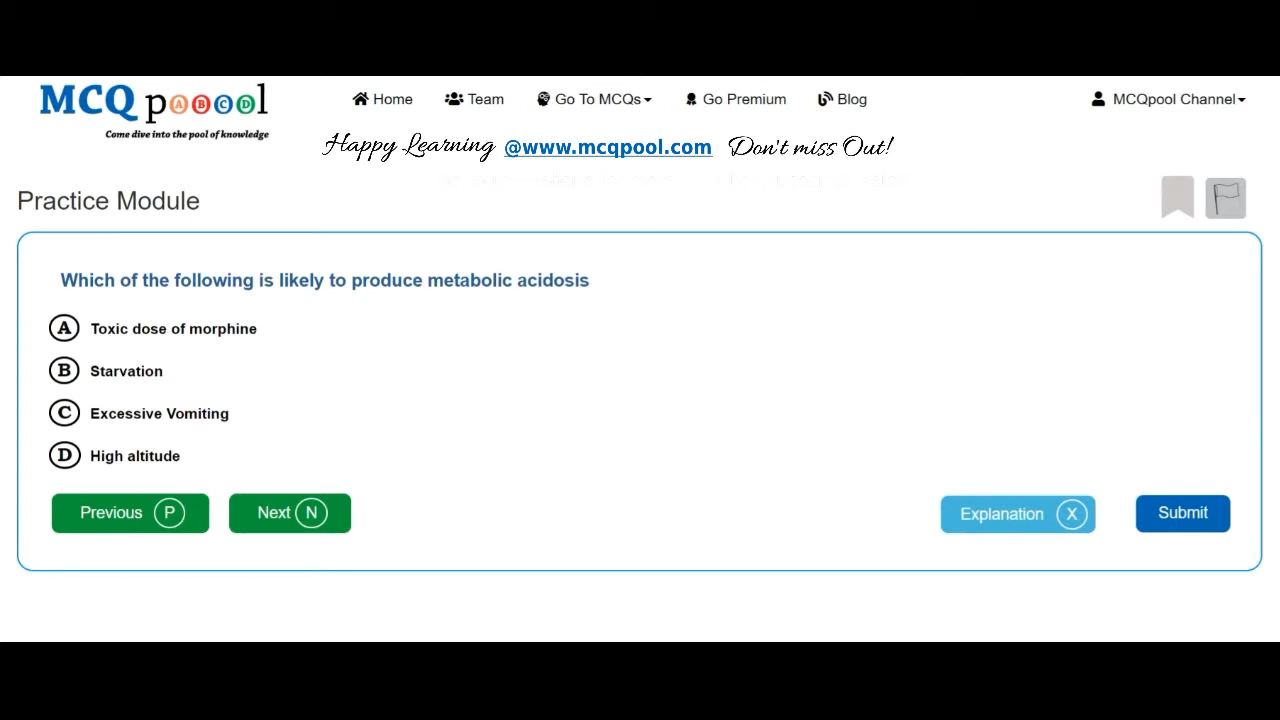 MCQ pooool
Come dive into the pool of knowledge
Home Team Go To MCQs Go Premium Blog MCQpool Channel
Happy Learning @www.mcqpool.com Don't miss Out!
Practice Module
Which of the following is likely to produce metabolic acidosis
A Toxic dose of morphine
B Starvation
C Excessive Vomiting
D High altitude
Previous P Next N Explanation X Submit